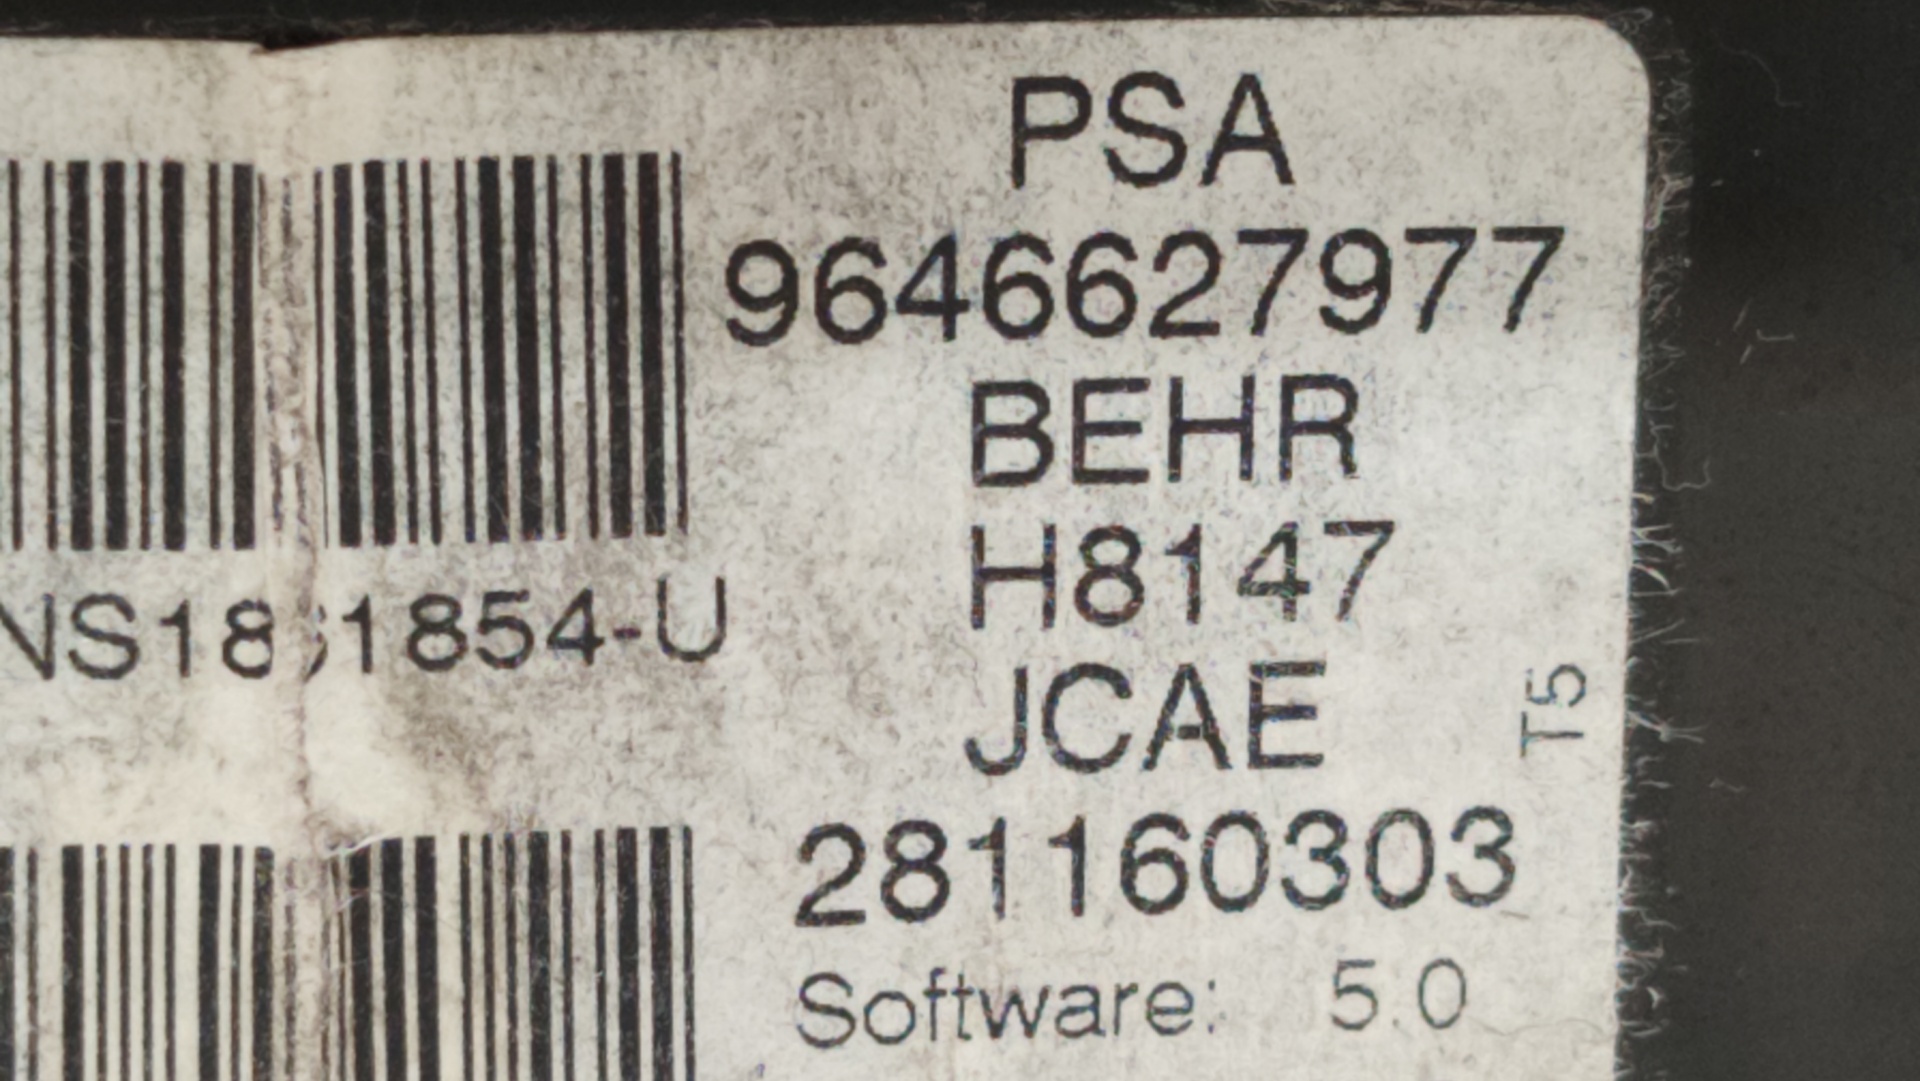 PSA
9646627977
BEHR
H8147
JCAE
T5
281160303
Software: 5.0